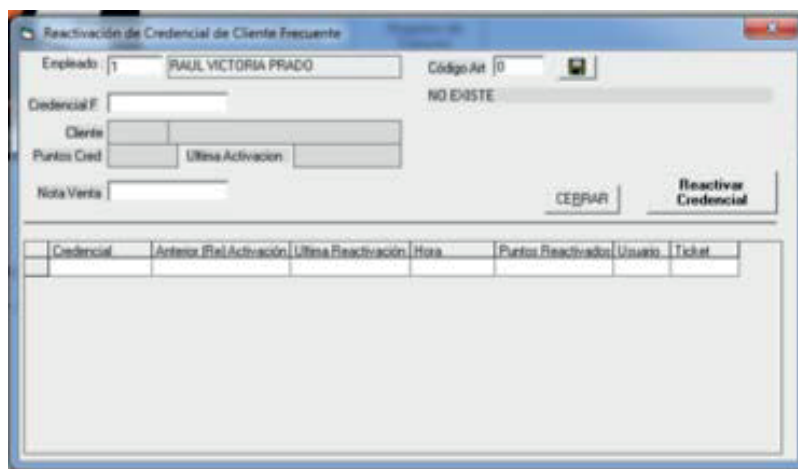 Reactivación de Credencial de Cliente Frecuente
Empleado 1 RAUL VICTORIA PRADO Código Art 0
NO EXISTE
Credencial F.
Cliente
Puntos Cred Ultima Activacion
Nota Venta CERRAR Reactivar Credencial
Credencial Anterior (Re) Activación Ultima Reactivación Hora Puntos Reactivados Usuario Ticket